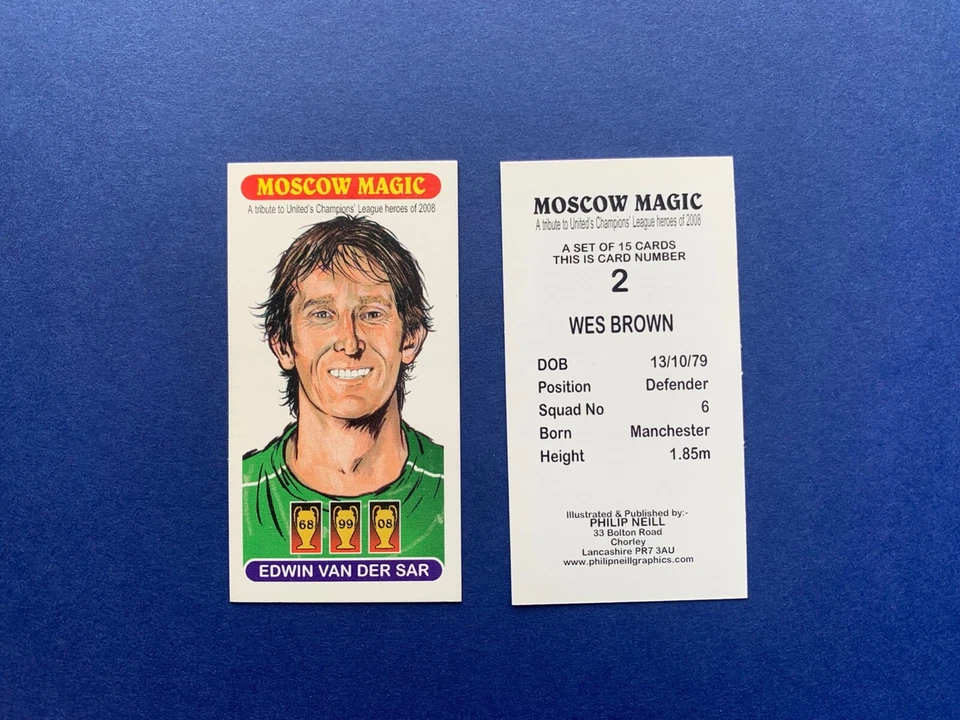 MOSCOW MAGIC
A tribute to United's Champions' League heroes of 2008
68 99 08
EDWIN VAN DER SAR
MOSCOW MAGIC
A tribute to United's Champions' League heroes of 2008
A SET OF 15 CARDS
THIS IS CARD NUMBER
2
WES BROWN
DOB 13/10/79
Position Defender
Squad No 6
Born Manchester
Height 1.85m
Illustrated & Published by:-
PHILIP NEILL
33 Bolton Road
Chorley
Lancashire PR7 3AU
www.philipneillgraphics.com